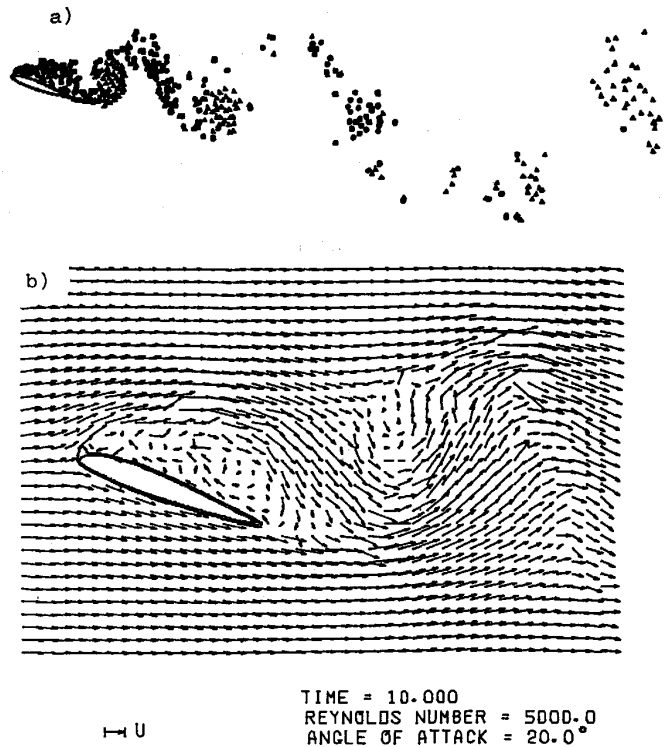 a)
b)
TIME = 10.000
REYNOLDS NUMBER = 5000.0
U
ANGLE OF ATTACK = 20.0°